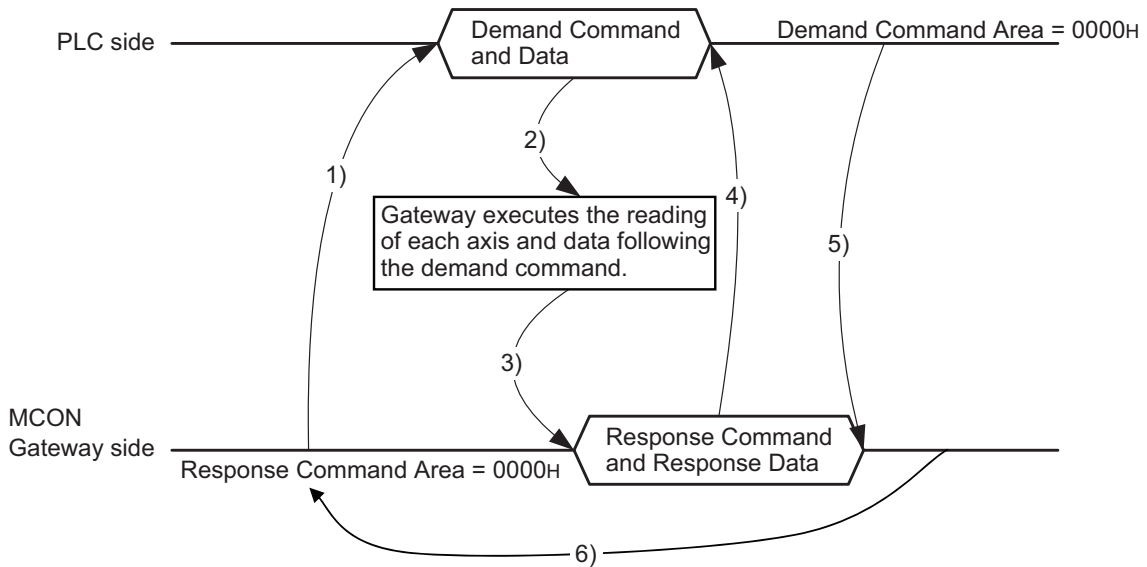 PLC side
Demand Command
and Data
Demand Command Area = 0000H
1)
2)
Gateway executes the reading
of each axis and data following
the demand command.
4)
5)
3)
MCON
Gateway side
Response Command Area = 0000H
Response Command
and Response Data
6)